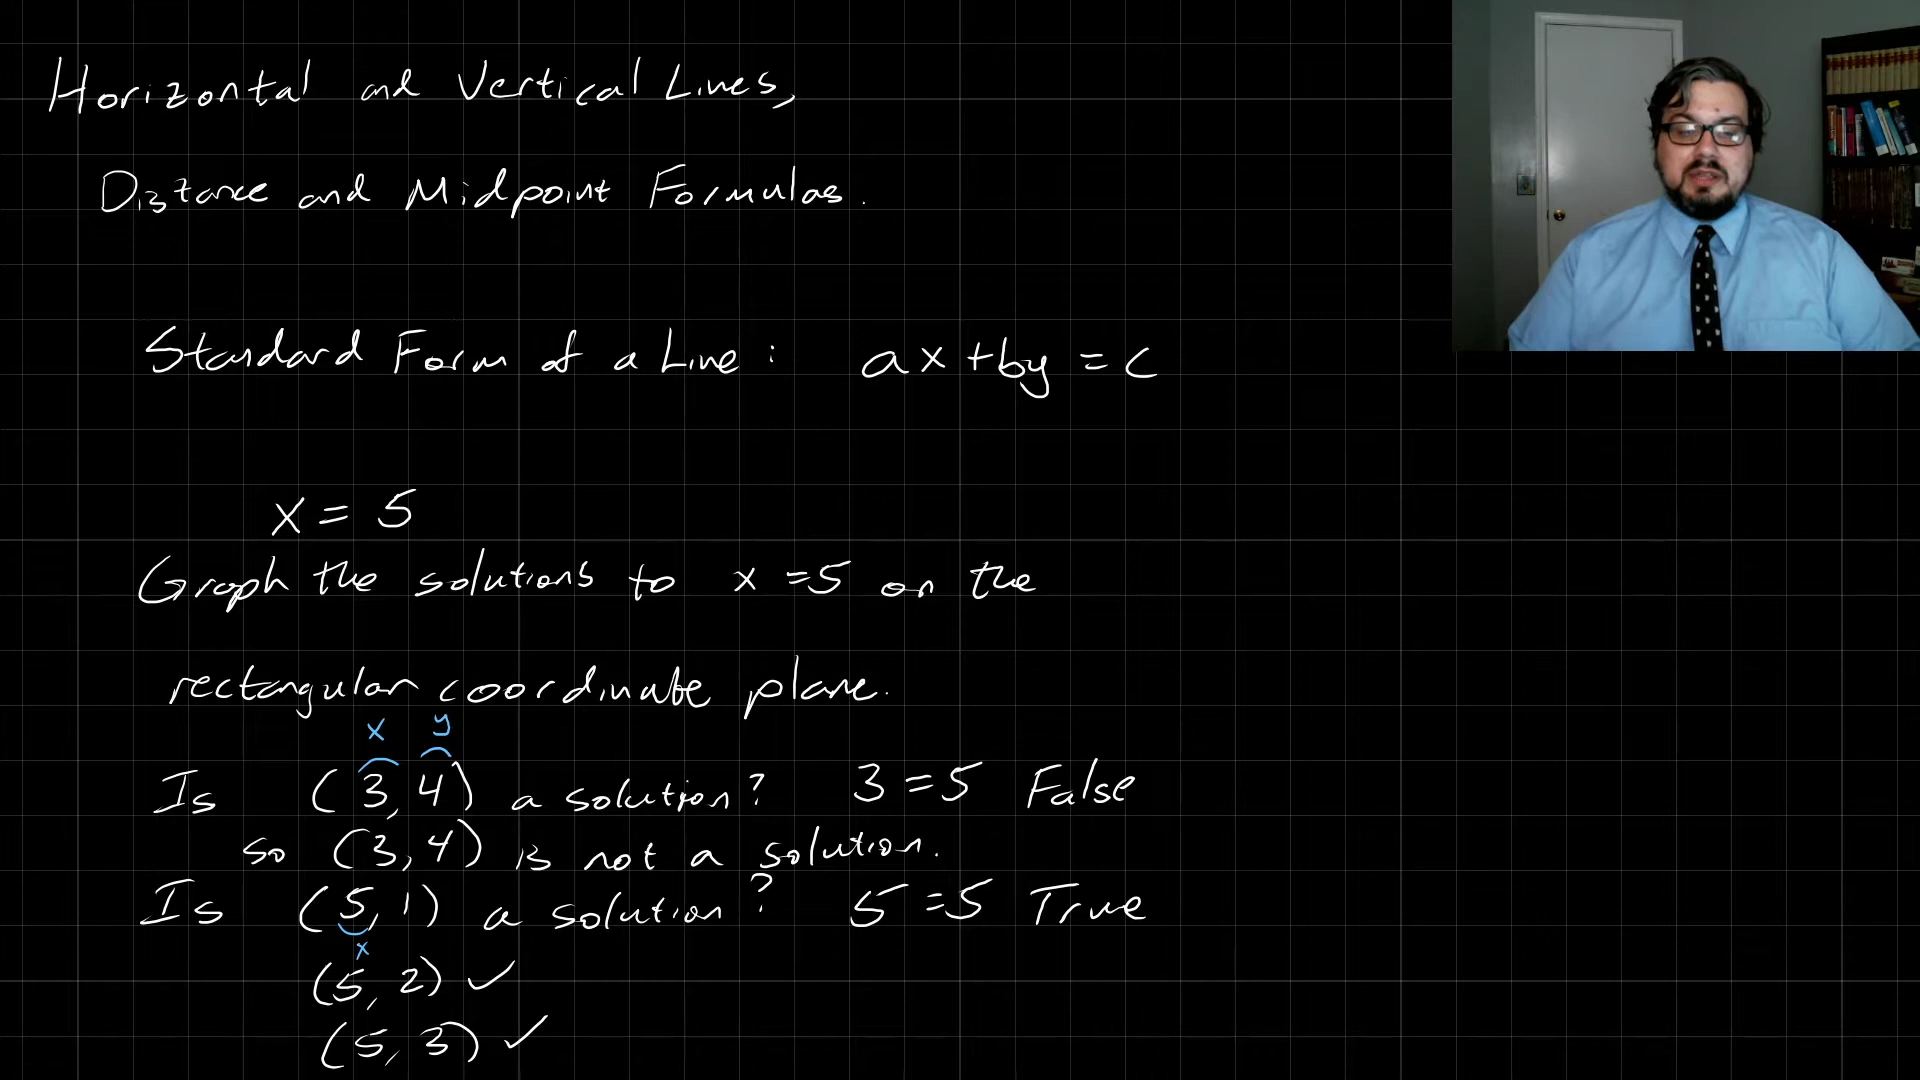 Horizontal and Vertical Lines,
Distance and Midpoint Formulas.
Standard Form of a Line: ax+by=c
x=5
Graph the solutions to x=5 on the
rectangular coordinate plane.
x y
Is (3,4) a solution? 3=5 False
so (3,4) is not a solution.
Is (5,1) a solution? 5=5 True
x
(5,2) ✓
(5,3) ✓